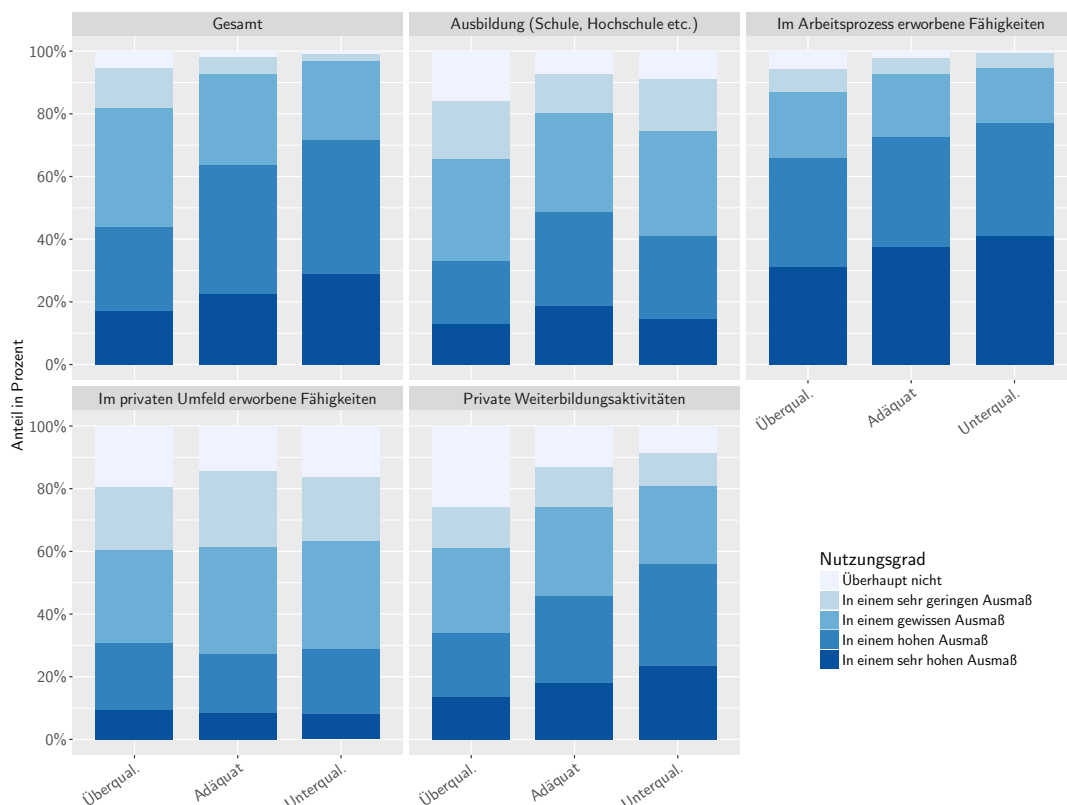 Gesamt
Ausbildung (Schule, Hochschule etc.)
Im Arbeitsprozess erworbene Fähigkeiten
100%
80%
60%
40%
20%
0%
Anteil in Prozent
Überqual.
Adäquat
Unterqual.
Im privaten Umfeld erworbene Fähigkeiten
Private Weiterbildungsaktivitäten
100%
80%
60%
40%
20%
0%
Überqual.
Adäquat
Unterqual.
Überqual.
Adäquat
Unterqual.
Nutzungsgrad
Überhaupt nicht
In einem sehr geringen Ausmaß
In einem gewissen Ausmaß
In einem hohen Ausmaß
In einem sehr hohen Ausmaß